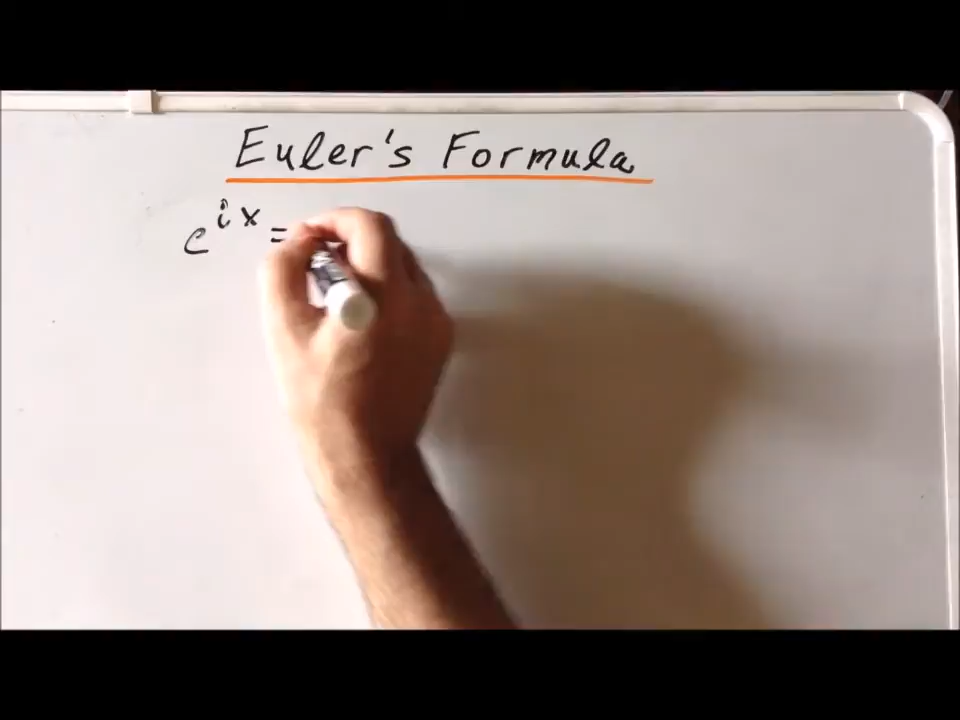 Euler's Formula
e^{ix} =